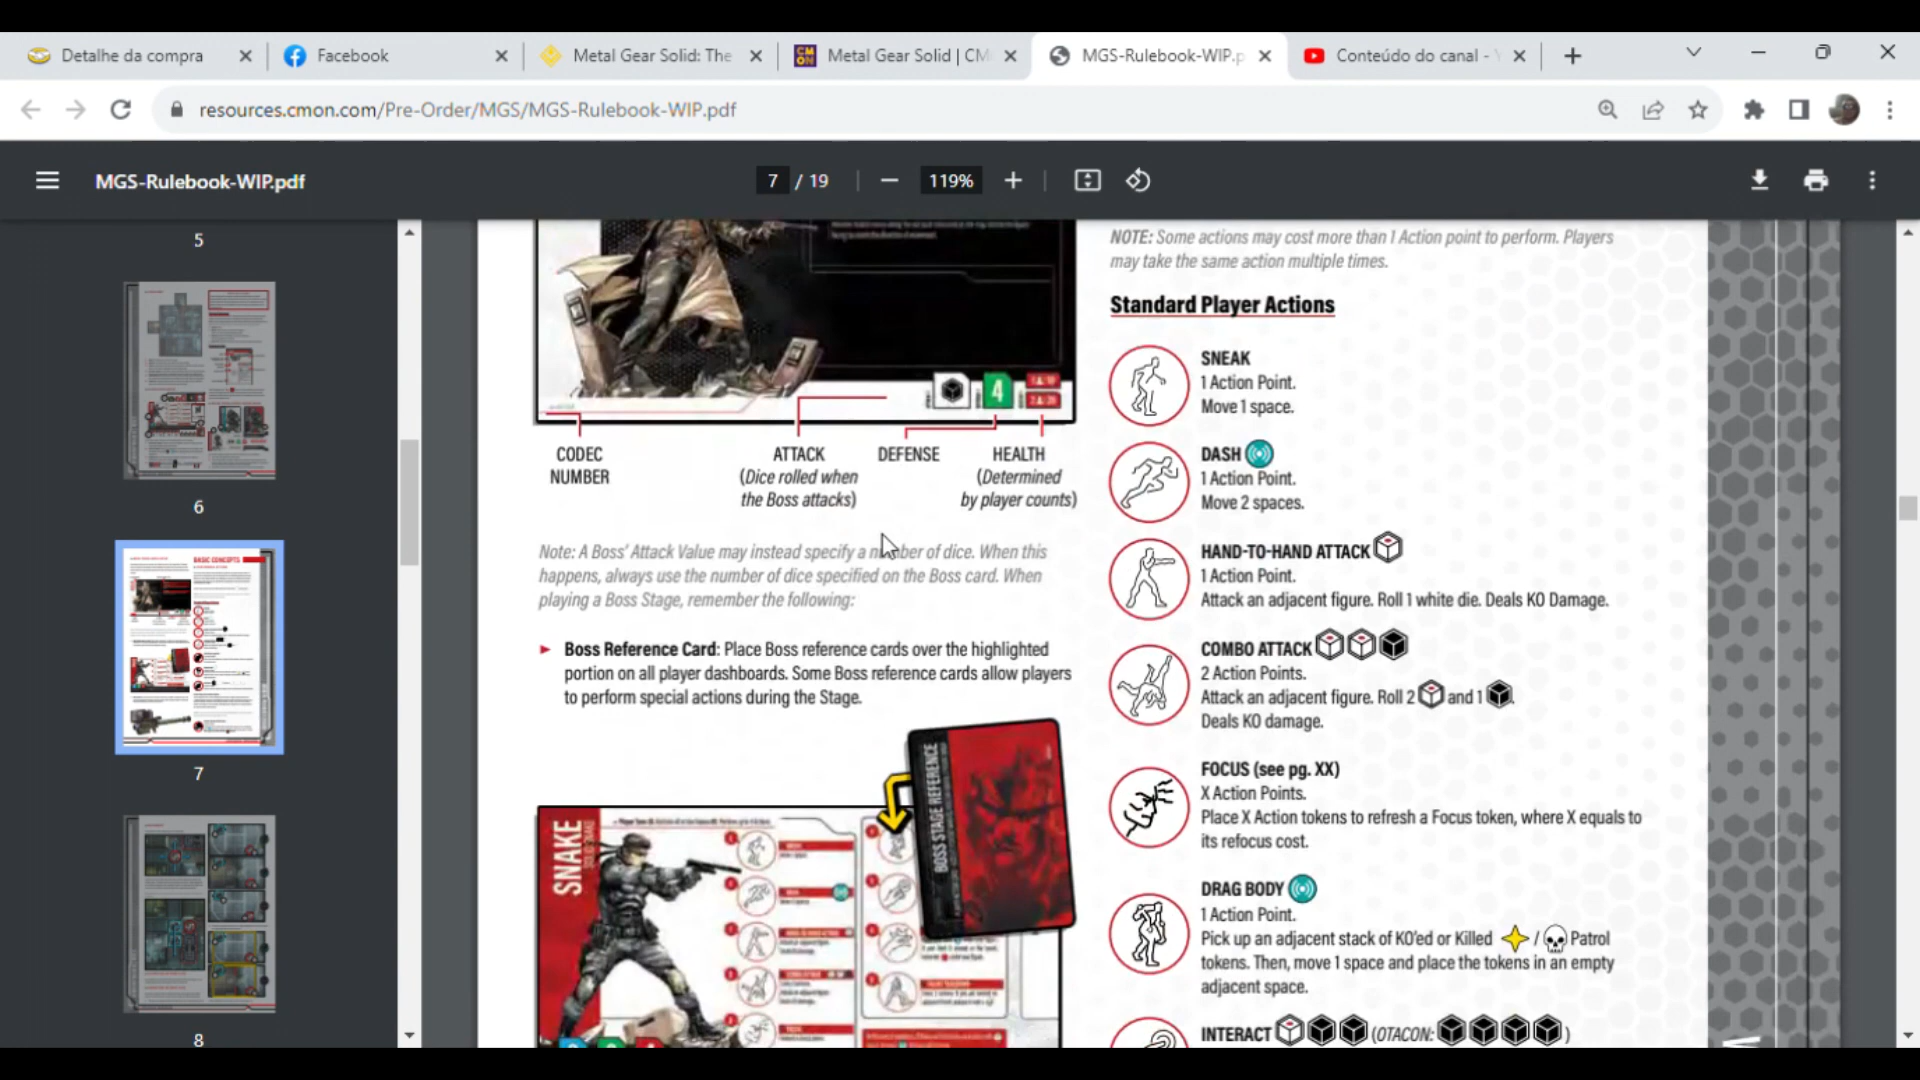 Detalhe da compra
Facebook
Metal Gear Solid: The
Metal Gear Solid | CM
MGS-Rulebook-WIP.p
Conteúdo do canal - Y
resources.cmon.com/Pre-Order/MGS/MGS-Rulebook-WIP.pdf
MGS-Rulebook-WIP.pdf
7 / 19
119%
5
6
7
8
4
CODEC
NUMBER
ATTACK
(Dice rolled when
the Boss attacks)
DEFENSE
HEALTH
(Determined
by player counts)
Note: A Boss' Attack Value may instead specify a number of dice. When this
happens, always use the number of dice specified on the Boss card. When
playing a Boss Stage, remember the following:
Boss Reference Card: Place Boss reference cards over the highlighted
portion on all player dashboards. Some Boss reference cards allow players
to perform special actions during the Stage.
BOSS STAGE REFERENCE
SNAKE
NOTE: Some actions may cost more than 1 Action point to perform. Players
may take the same action multiple times.
Standard Player Actions
SNEAK
1 Action Point.
Move 1 space.
DASH
1 Action Point.
Move 2 spaces.
HAND-TO-HAND ATTACK
1 Action Point.
Attack an adjacent figure. Roll 1 white die. Deals KO Damage.
COMBO ATTACK
2 Action Points.
Attack an adjacent figure. Roll 2 and 1 .
Deals KO damage.
FOCUS (see pg. XX)
X Action Points.
Place X Action tokens to refresh a Focus token, where X equals to
its refocus cost.
DRAG BODY
1 Action Point.
Pick up an adjacent stack of KO'ed or Killed / Patrol
tokens. Then, move 1 space and place the tokens in an empty
adjacent space.
INTERACT (OTACON: )